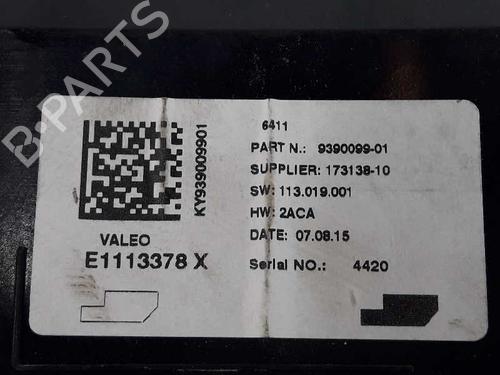 B-PARTS
6411
PART N.: 9390099-01
SUPPLIER: 173138-10
SW: 113.019.001
HW: 2ACA
DATE: 07.08.15
Serial NO.: 4420
KY939009901
VALEO
E1113378 X